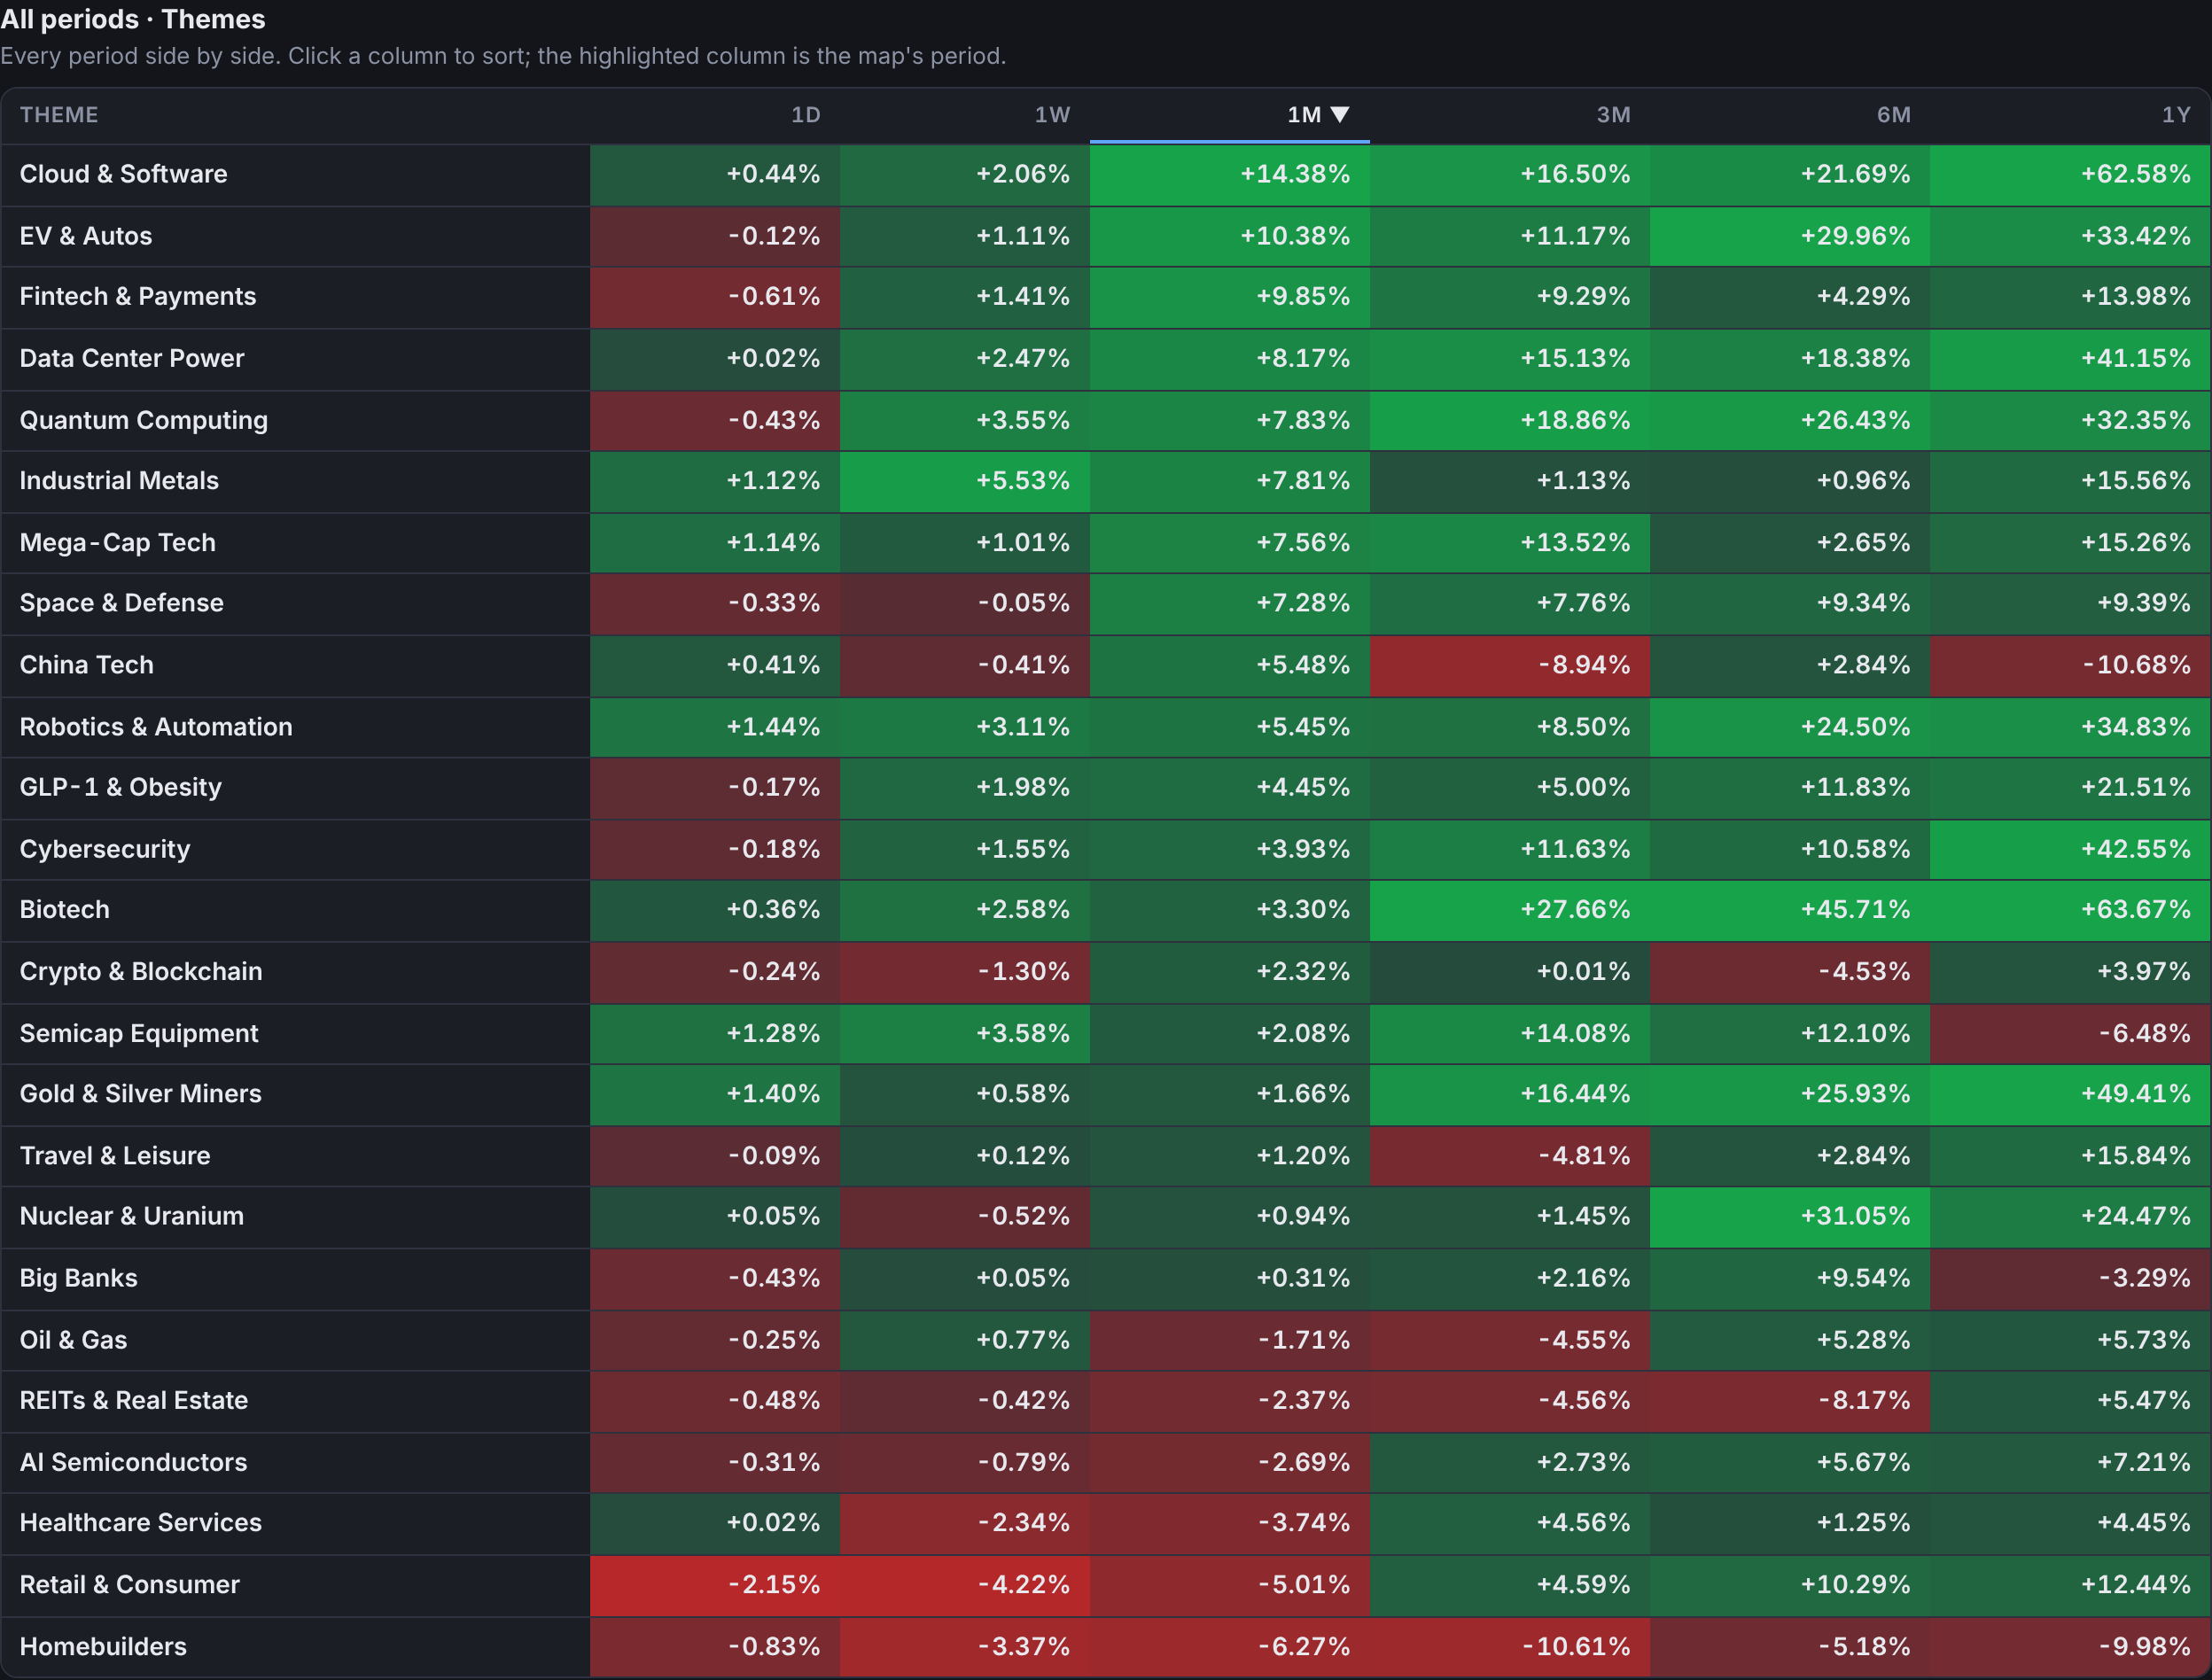 All periods · Themes
Every period side by side. Click a column to sort; the highlighted column is the map's period.
THEME 1D 1W 1M ▼ 3M 6M 1Y
Cloud & Software +0.44% +2.06% +14.38% +16.50% +21.69% +62.58%
EV & Autos -0.12% +1.11% +10.38% +11.17% +29.96% +33.42%
Fintech & Payments -0.61% +1.41% +9.85% +9.29% +4.29% +13.98%
Data Center Power +0.02% +2.47% +8.17% +15.13% +18.38% +41.15%
Quantum Computing -0.43% +3.55% +7.83% +18.86% +26.43% +32.35%
Industrial Metals +1.12% +5.53% +7.81% +1.13% +0.96% +15.56%
Mega-Cap Tech +1.14% +1.01% +7.56% +13.52% +2.65% +15.26%
Space & Defense -0.33% -0.05% +7.28% +7.76% +9.34% +9.39%
China Tech +0.41% -0.41% +5.48% -8.94% +2.84% -10.68%
Robotics & Automation +1.44% +3.11% +5.45% +8.50% +24.50% +34.83%
GLP-1 & Obesity -0.17% +1.98% +4.45% +5.00% +11.83% +21.51%
Cybersecurity -0.18% +1.55% +3.93% +11.63% +10.58% +42.55%
Biotech +0.36% +2.58% +3.30% +27.66% +45.71% +63.67%
Crypto & Blockchain -0.24% -1.30% +2.32% +0.01% -4.53% +3.97%
Semicap Equipment +1.28% +3.58% +2.08% +14.08% +12.10% -6.48%
Gold & Silver Miners +1.40% +0.58% +1.66% +16.44% +25.93% +49.41%
Travel & Leisure -0.09% +0.12% +1.20% -4.81% +2.84% +15.84%
Nuclear & Uranium +0.05% -0.52% +0.94% +1.45% +31.05% +24.47%
Big Banks -0.43% +0.05% +0.31% +2.16% +9.54% -3.29%
Oil & Gas -0.25% +0.77% -1.71% -4.55% +5.28% +5.73%
REITs & Real Estate -0.48% -0.42% -2.37% -4.56% -8.17% +5.47%
AI Semiconductors -0.31% -0.79% -2.69% +2.73% +5.67% +7.21%
Healthcare Services +0.02% -2.34% -3.74% +4.56% +1.25% +4.45%
Retail & Consumer -2.15% -4.22% -5.01% +4.59% +10.29% +12.44%
Homebuilders -0.83% -3.37% -6.27% -10.61% -5.18% -9.98%